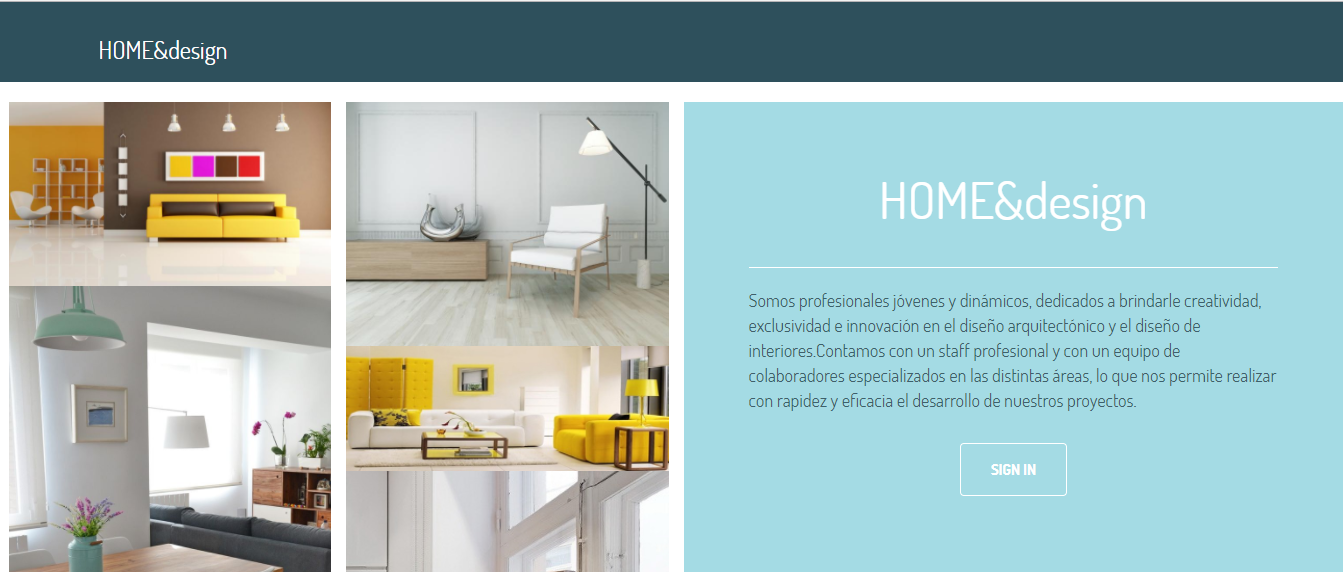 HOME&design
HOME&design
Somos profesionales jóvenes y dinámicos, dedicados a brindarle creatividad,
exclusividad e innovación en el diseño arquitectónico y el diseño de
interiores.Contamos con un staff profesional y con un equipo de
colaboradores especializados en las distintas áreas, lo que nos permite realizar
con rapidez y eficacia el desarrollo de nuestros proyectos.
SIGN IN